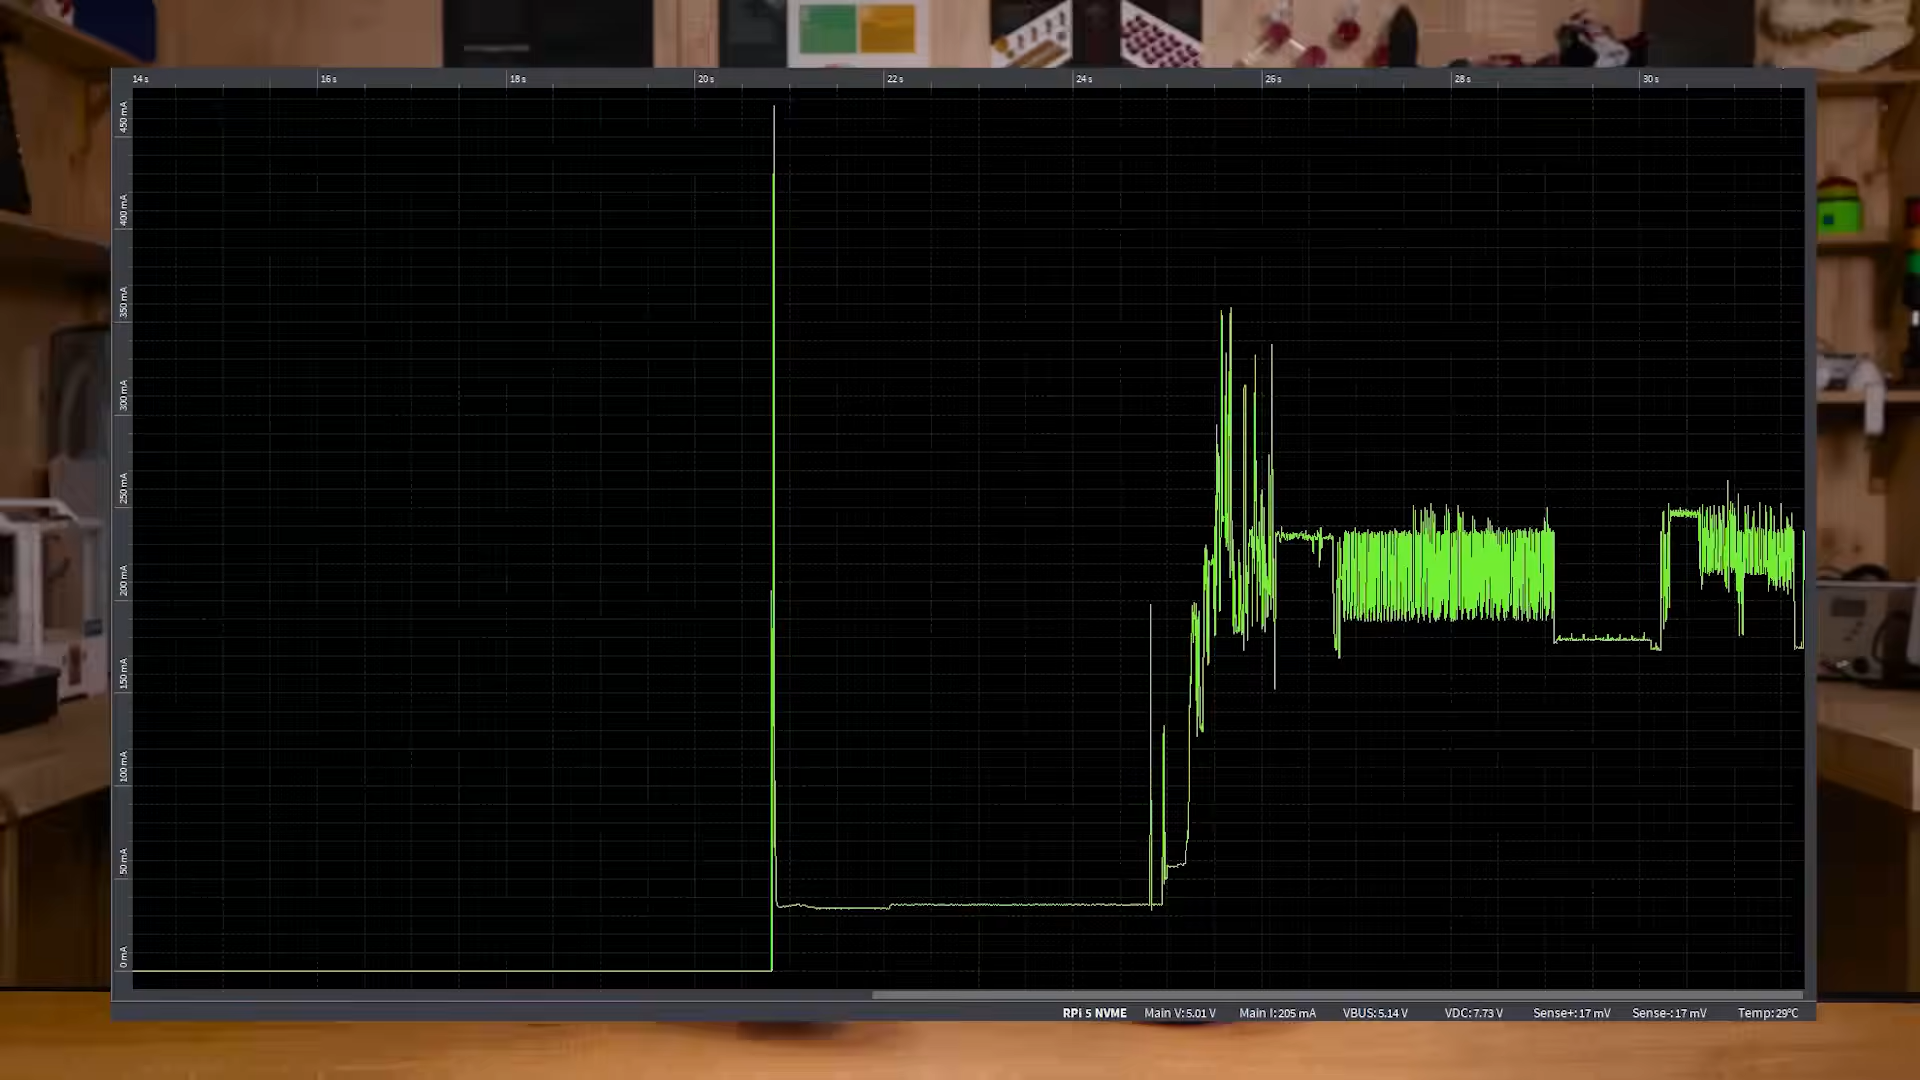 14 s 16 s 18 s 20 s 22 s 24 s 26 s 28 s 30 s
450 mA
400 mA
350 mA
300 mA
250 mA
200 mA
150 mA
100 mA
50 mA
0 mA
RPi 5 NVME Main V: 5.01 V Main I: 205 mA VBUS: 5.14 V VDC: 7.73 V Sense+: 17 mV Sense-: 17 mV Temp: 29°C